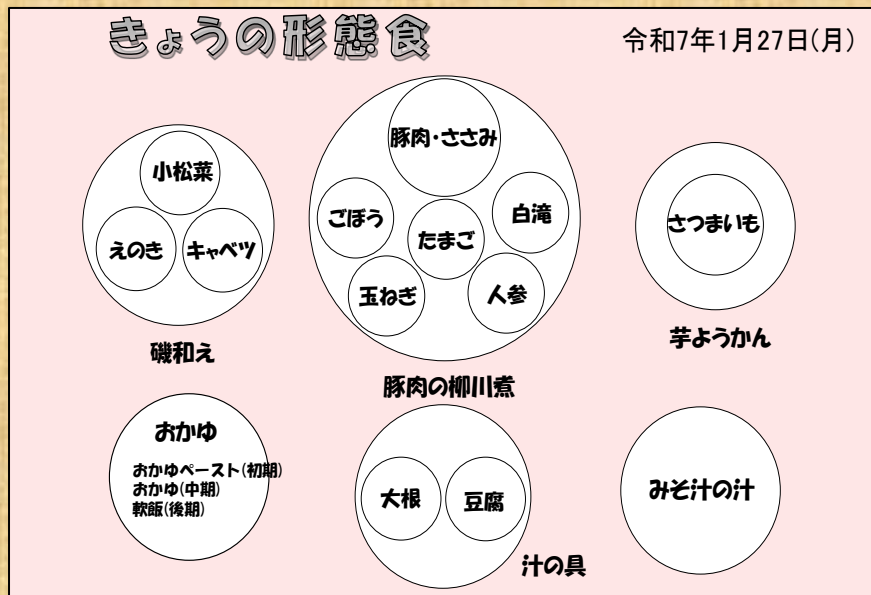 きょうの形態食
令和7年1月27日(月)
小松菜
えのき
キャベツ
磯和え
豚肉・ささみ
ごぼう
白滝
たまご
玉ねぎ
人参
豚肉の柳川煮
さつまいも
芋ようかん
おかゆ
おかゆペースト(初期)
おかゆ(中期)
軟飯(後期)
大根
豆腐
汁の具
みそ汁の汁